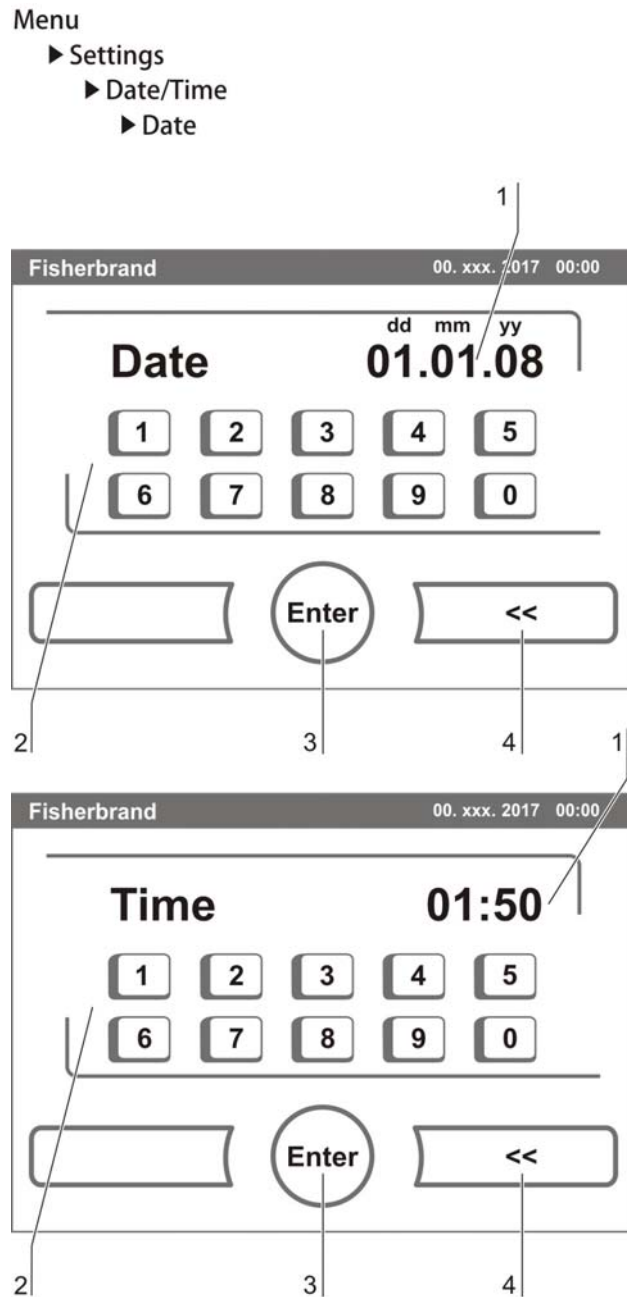 Menu
▶ Settings
▶ Date/Time
▶ Date
1
Fisherbrand 00. xxx. 2017 00:00
dd mm yy
Date 01.01.08
1 2 3 4 5
6 7 8 9 0
Enter <<
2 3 4 1
Fisherbrand 00. xxx. 2017 00:00
Time 01:50
1 2 3 4 5
6 7 8 9 0
Enter <<
2 3 4